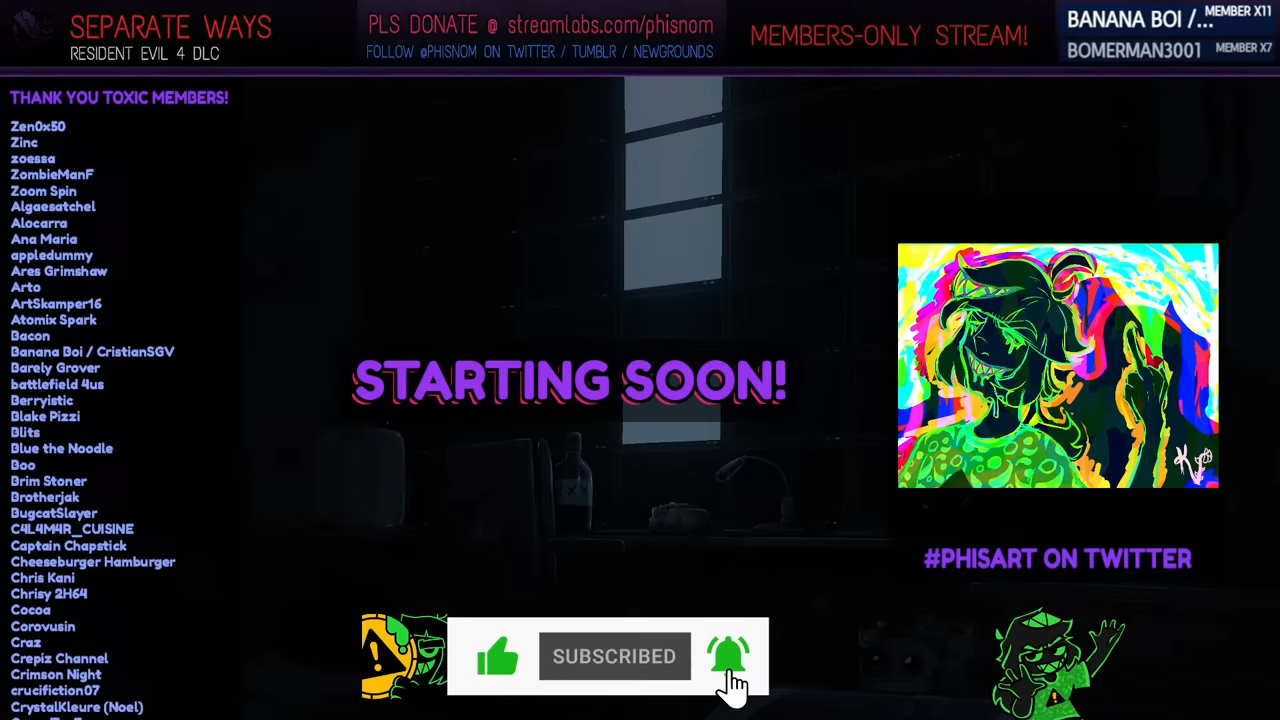 SEPARATE WAYS
RESIDENT EVIL 4 DLC
PLS DONATE @ streamlabs.com/phisnom
FOLLOW @PHISNOM ON TWITTER / TUMBLR / NEWGROUNDS
MEMBERS-ONLY STREAM!
BANANA BOI /... MEMBER X11
BOMERMAN3001 MEMBER X7
THANK YOU TOXIC MEMBERS!
Zen0x50
Zinc
zoessa
ZombieManF
Zoom Spin
Algaesatchel
Alocarra
Ana Maria
appledummy
Ares Grimshaw
Arto
ArtSkamper16
Atomix Spark
Bacon
Banana Boi / CristianSGV
Barely Grover
battlefield 4us
Berryistic
Blake Pizzi
Blits
Blue the Noodle
Boo
Brim Stoner
Brotherjak
BugcatSlayer
C4L4M4R_CUISINE
Captain Chapstick
Cheeseburger Hamburger
Chris Kani
Chrisy 2H64
Cocoa
Corovusin
Craz
Crepiz Channel
Crimson Night
crucifiction07
CrystalKleure (Noel)
STARTING SOON!
#PHISART ON TWITTER
SUBSCRIBED